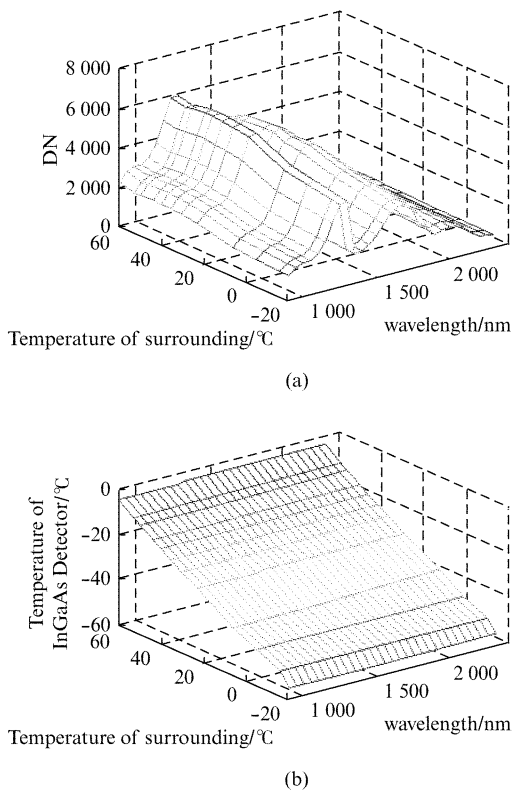 8 000
6 000
4 000
2 000
0
DN
60
40
20
0
-20
1 000
1 500
2 000
Temperature of surrounding/℃
wavelength/nm
(a)
0
-20
-40
-60
Temperature of
InGaAs Detector/℃
60
40
20
0
-20
1 000
1 500
2 000
Temperature of surrounding/℃
wavelength/nm
(b)